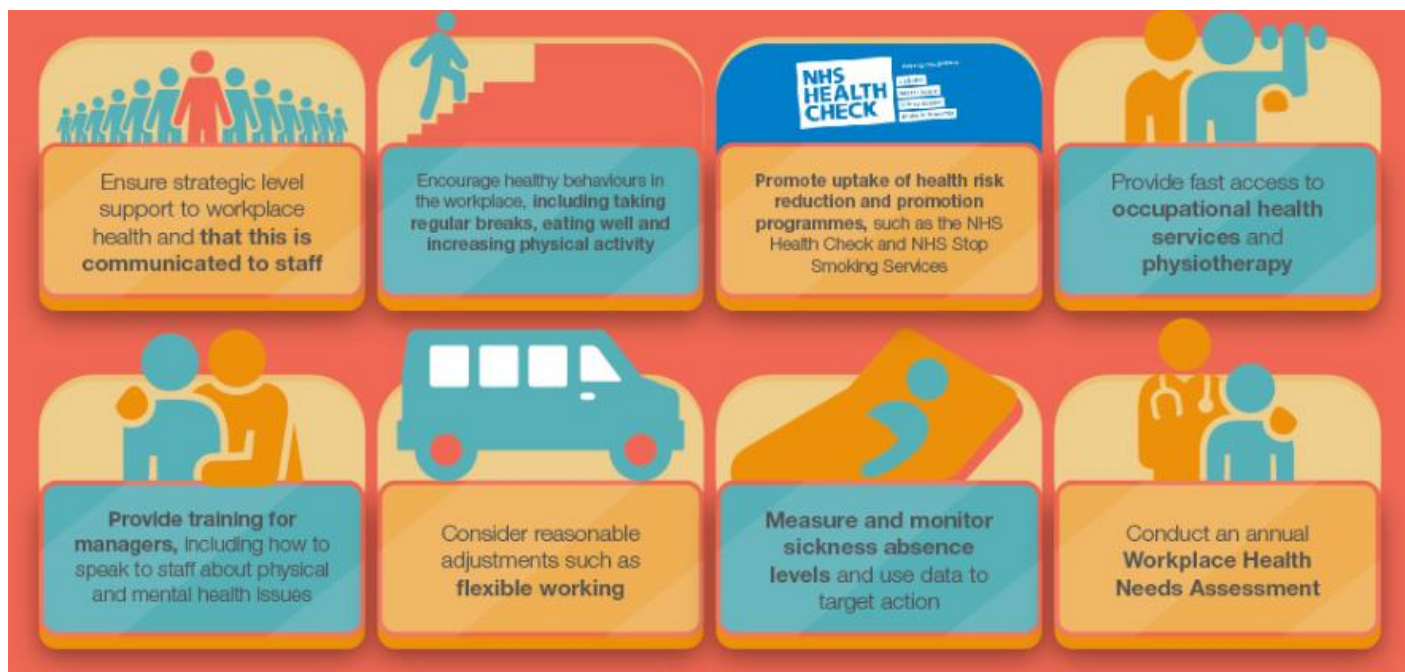 NHS
HEALTH
CHECK
Ensure strategic level
support to workplace
health and that this is
communicated to staff
Encourage healthy behaviours in
the workplace, including taking
regular breaks, eating well and
increasing physical activity
Promote uptake of health risk
reduction and promotion
programmes, such as the NHS
Health Check and NHS Stop
Smoking Services
Provide fast access to
occupational health
services and
physiotherapy
Provide training for
managers, including how to
speak to staff about physical
and mental health issues
Consider reasonable
adjustments such as
flexible working
Measure and monitor
sickness absence
levels and use data to
target action
Conduct an annual
Workplace Health
Needs Assessment